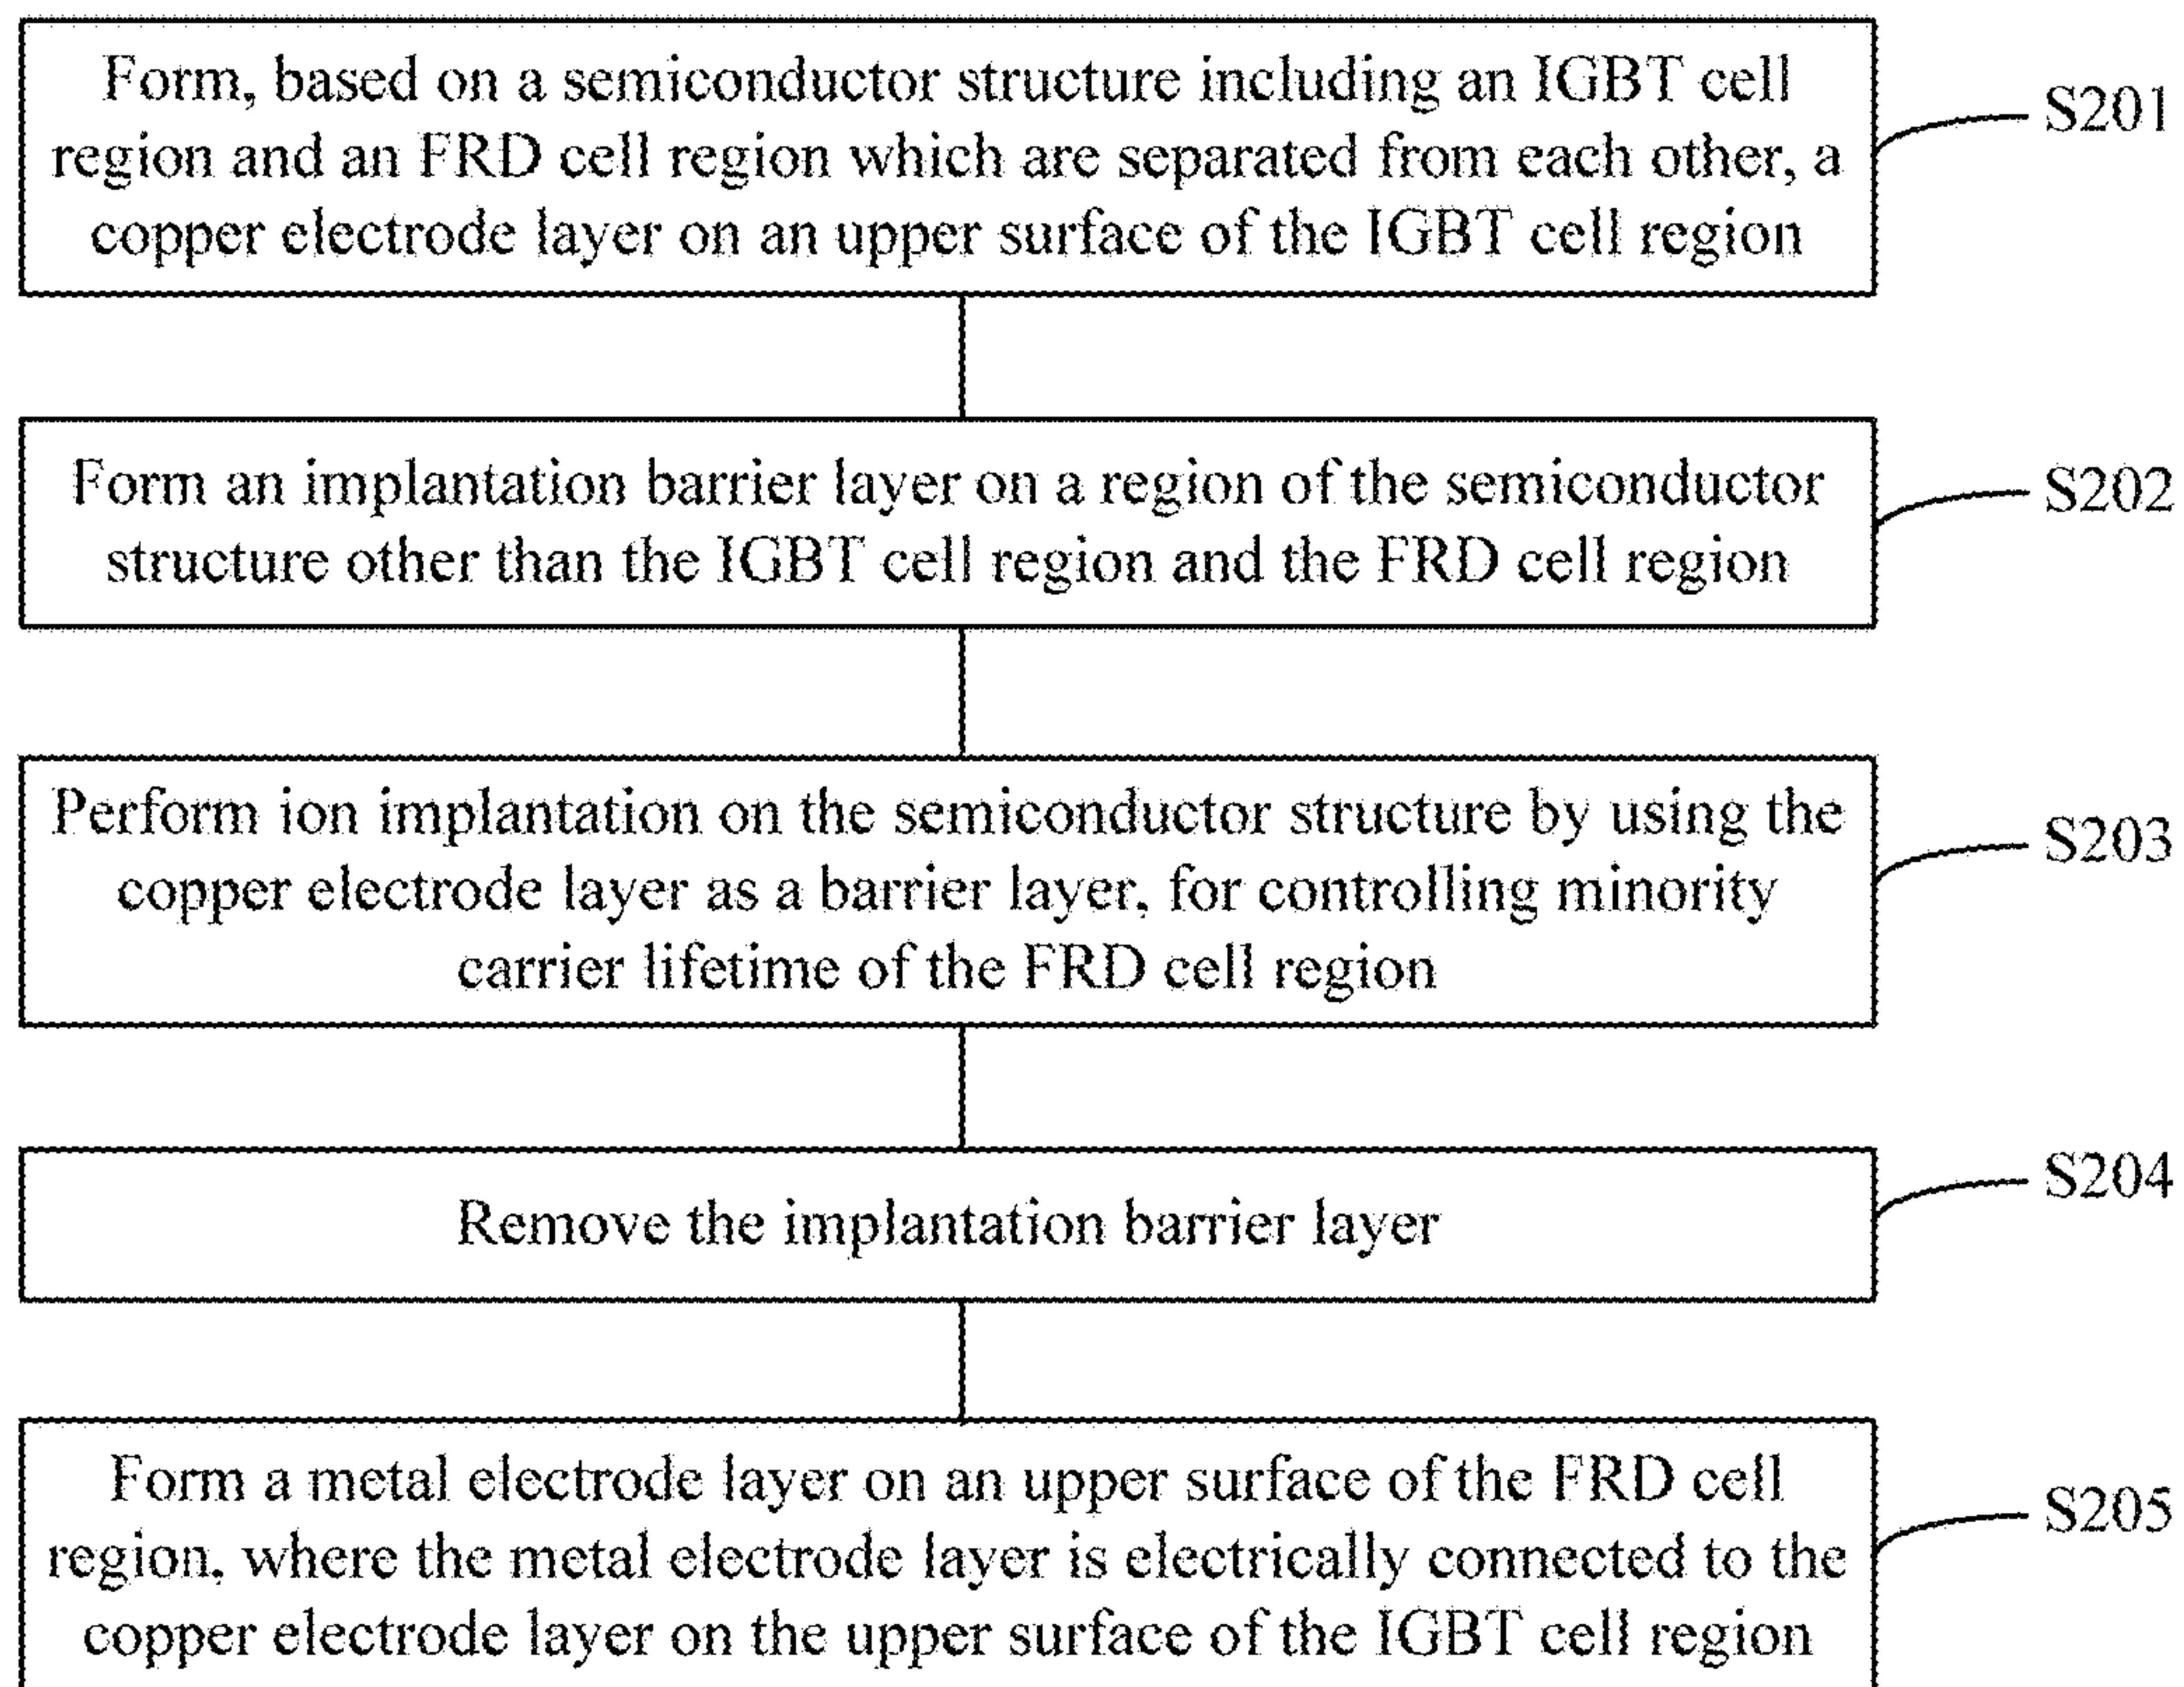 Form, based on a semiconductor structure including an IGBT cell
region and an FRD cell region which are separated from each other, a
copper electrode layer on an upper surface of the IGBT cell region
S201
Form an implantation barrier layer on a region of the semiconductor
structure other than the IGBT cell region and the FRD cell region
S202
Perform ion implantation on the semiconductor structure by using the
copper electrode layer as a barrier layer, for controlling minority
carrier lifetime of the FRD cell region
S203
Remove the implantation barrier layer
S204
Form a metal electrode layer on an upper surface of the FRD cell
region, where the metal electrode layer is electrically connected to the
copper electrode layer on the upper surface of the IGBT cell region
S205